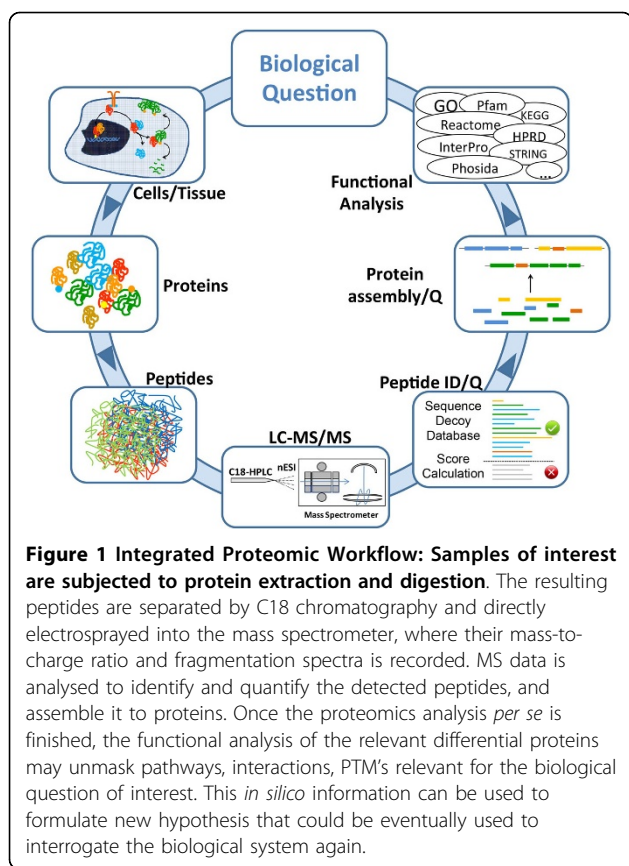 Biological
Question
GO
Pfam
KEGG
Reactome
HPRD
InterPro
STRING
Phosida
...
Cells/Tissue
Functional
Analysis
Proteins
Protein
assembly/Q
Peptides
Peptide ID/Q
LC-MS/MS
C18-HPLC
nESI
Mass Spectrometer
Sequence
Decoy
Database
Score
Calculation
Figure 1 Integrated Proteomic Workflow: Samples of interest
are subjected to protein extraction and digestion. The resulting
peptides are separated by C18 chromatography and directly
electrosprayed into the mass spectrometer, where their mass-to-
charge ratio and fragmentation spectra is recorded. MS data is
analysed to identify and quantify the detected peptides, and
assemble it to proteins. Once the proteomics analysis per se is
finished, the functional analysis of the relevant differential proteins
may unmask pathways, interactions, PTM's relevant for the biological
question of interest. This in silico information can be used to
formulate new hypothesis that could be eventually used to
interrogate the biological system again.